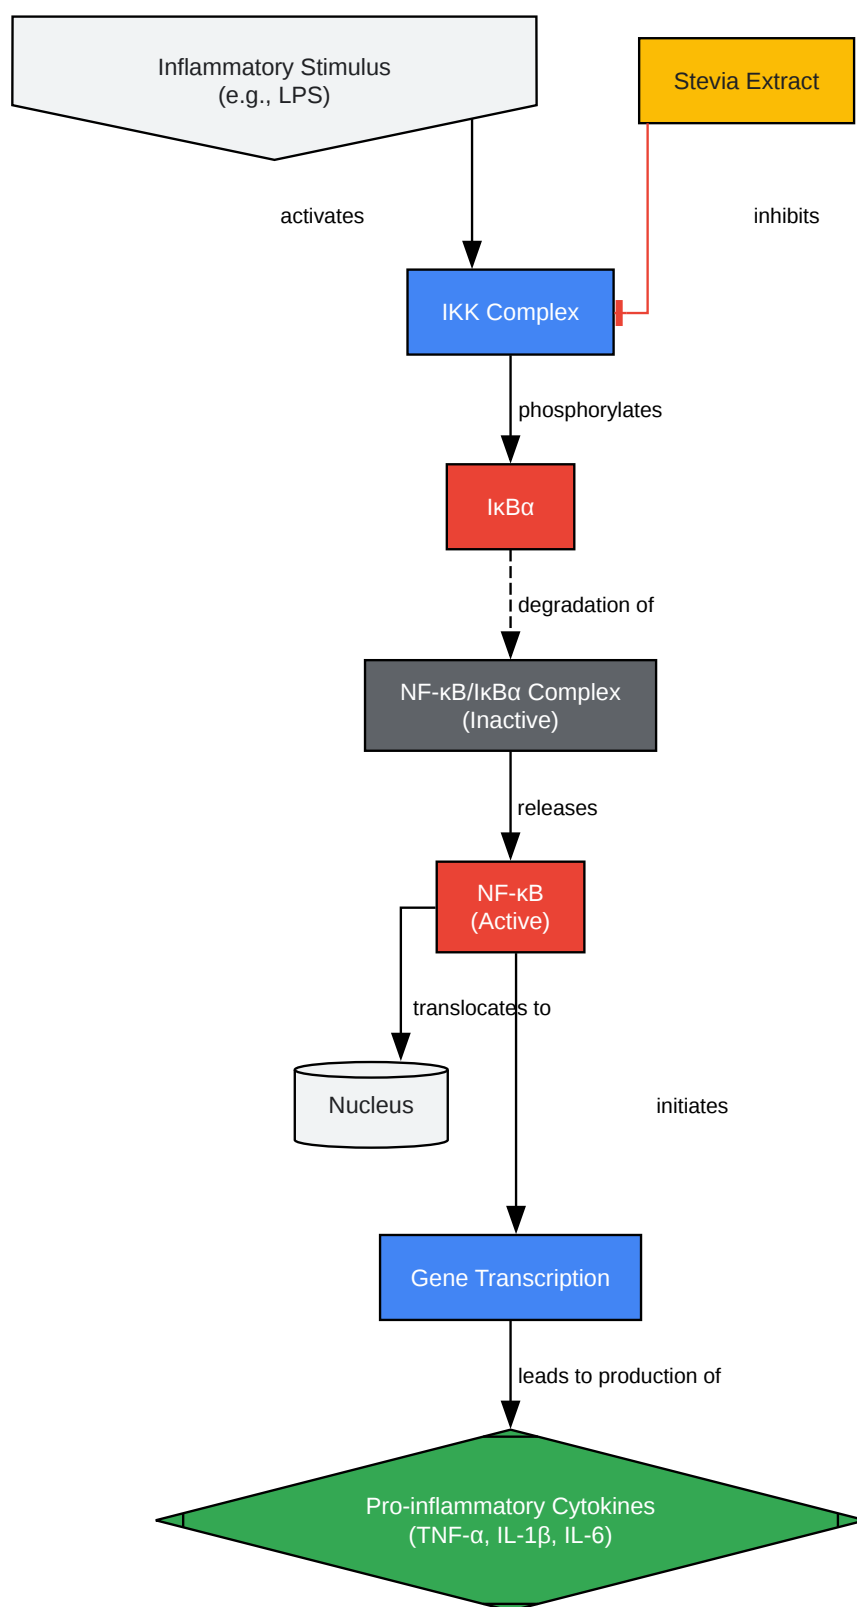 Inflammatory Stimulus
(e.g., LPS)
Stevia Extract
activates
inhibits
IKK Complex
phosphorylates
IκBα
degradation of
NF-κB/IκBα Complex
(Inactive)
releases
NF-κB
(Active)
translocates to
Nucleus
initiates
Gene Transcription
leads to production of
Pro-inflammatory Cytokines
(TNF-α, IL-1β, IL-6)